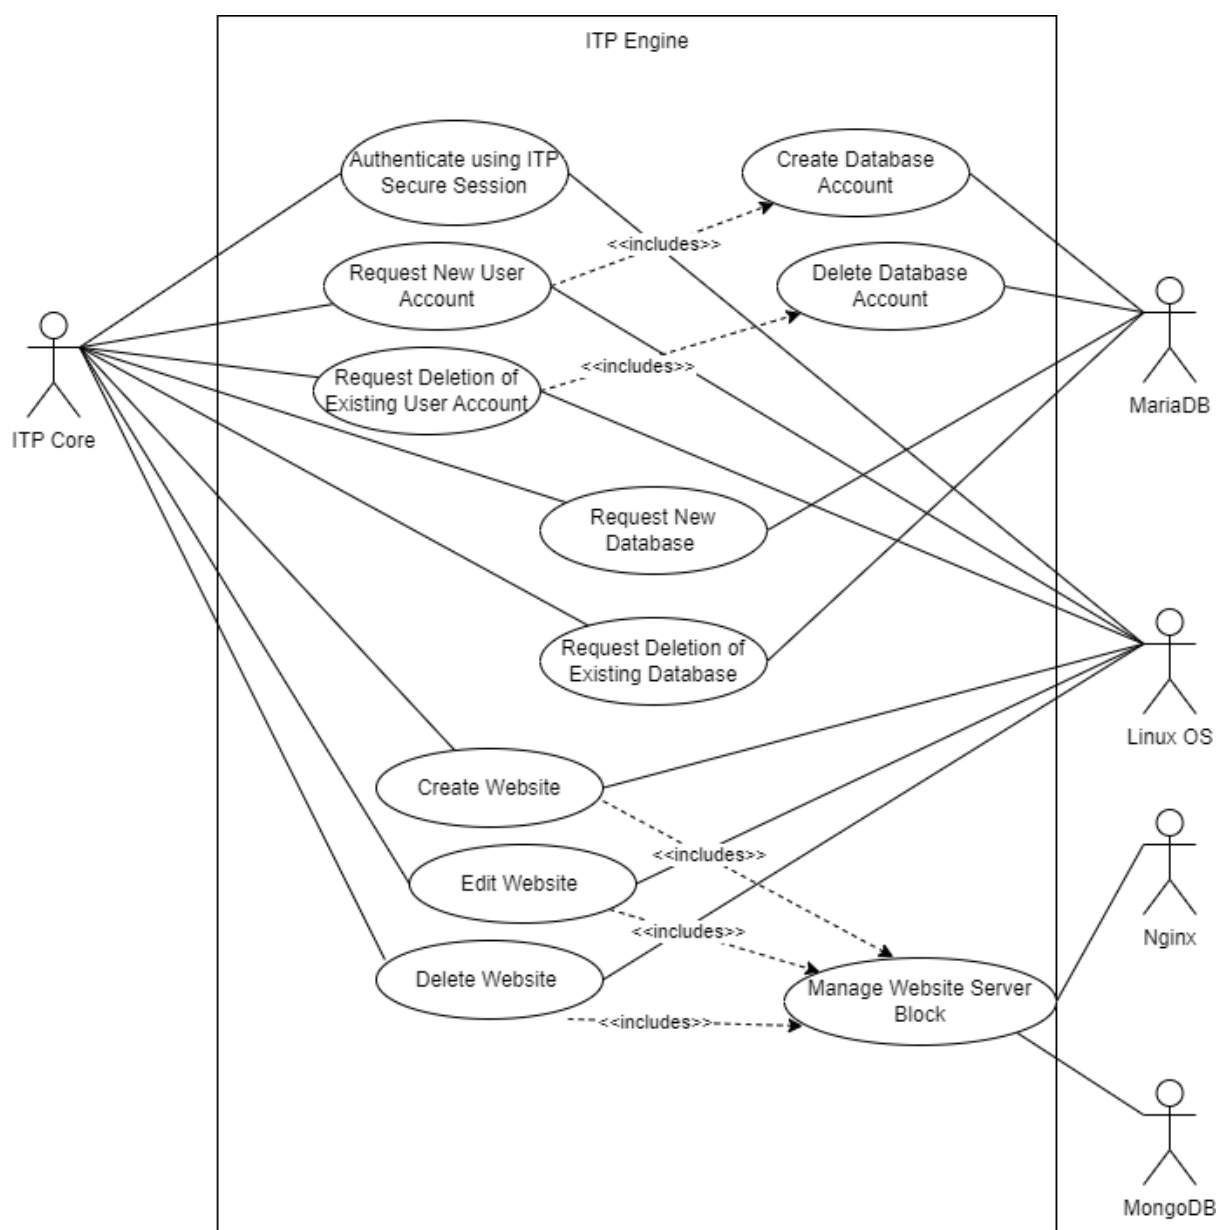 ITP Engine
Authenticate using ITP
Secure Session
Create Database
Account
<<includes>>
Request New User
Account
Delete Database
Account
<<includes>>
Request Deletion of
Existing User Account
ITP Core
MariaDB
Request New
Database
Request Deletion of
Existing Database
Linux OS
Create Website
<<includes>>
Edit Website
<<includes>>
Nginx
Delete Website
Manage Website Server
Block
<<includes>>
MongoDB